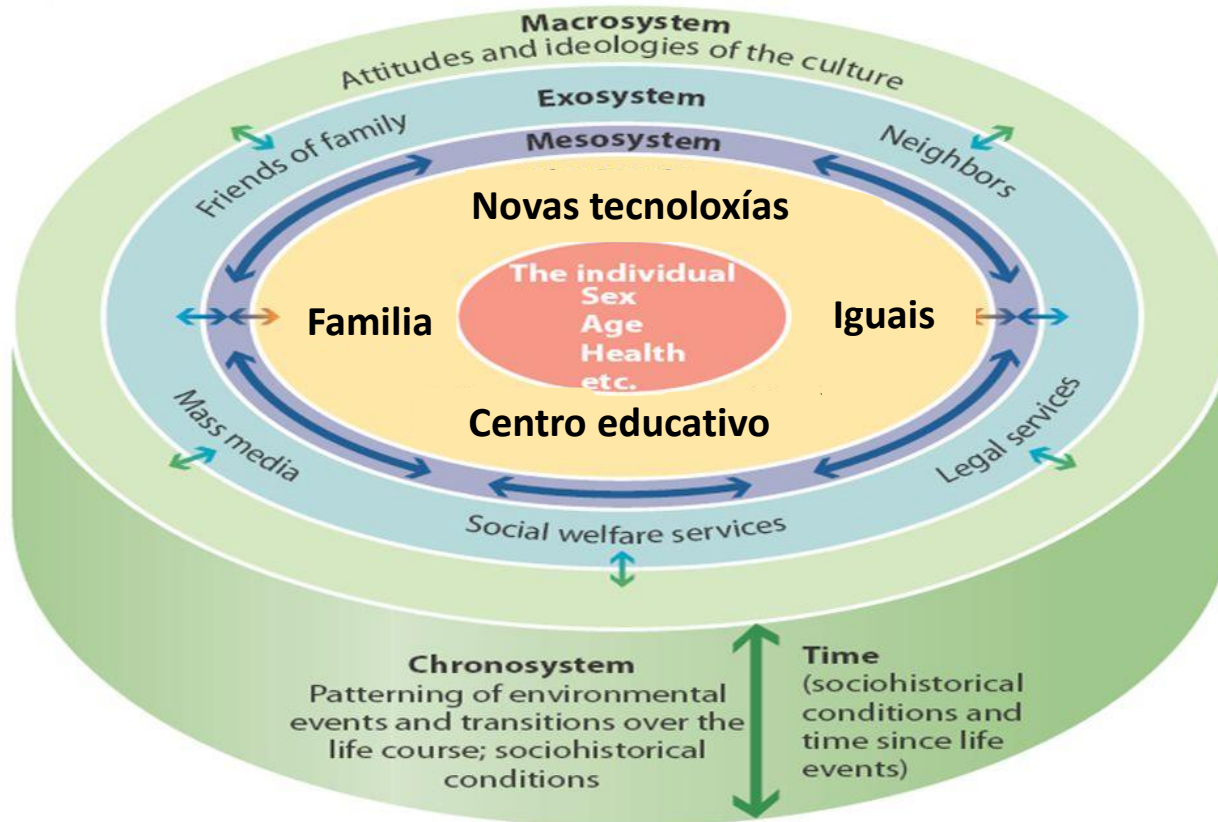 Macrosystem
Attitudes and ideologies of the culture
Exosystem
Friends of family
Neighbors
Mesosystem
Novas tecnoloxías
The individual
Sex
Age
Health
etc.
Familia
Iguais
Centro educativo
Mass media
Legal services
Social welfare services
Chronosystem
Patterning of environmental
events and transitions over the
life course; sociohistorical
conditions
Time
(sociohistorical
conditions and
time since life
events)